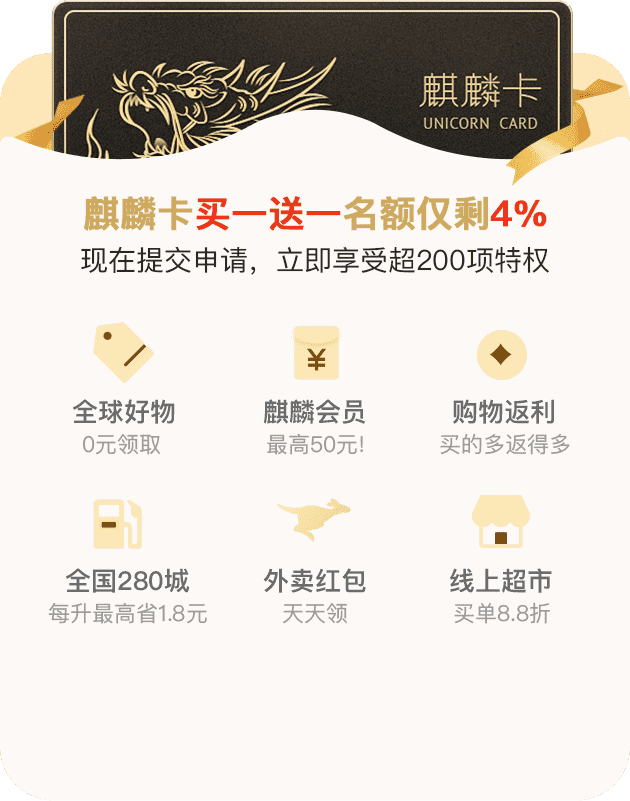 麒麟卡
UNICORN CARD
麒麟卡买一送一名额仅剩4%
现在提交申请，立即享受超200项特权
¥
全球好物
0元领取
麒麟会员
最高50元!
购物返利
买的多返得多
全国280城
每升最高省1.8元
外卖红包
天天领
线上超市
买单8.8折